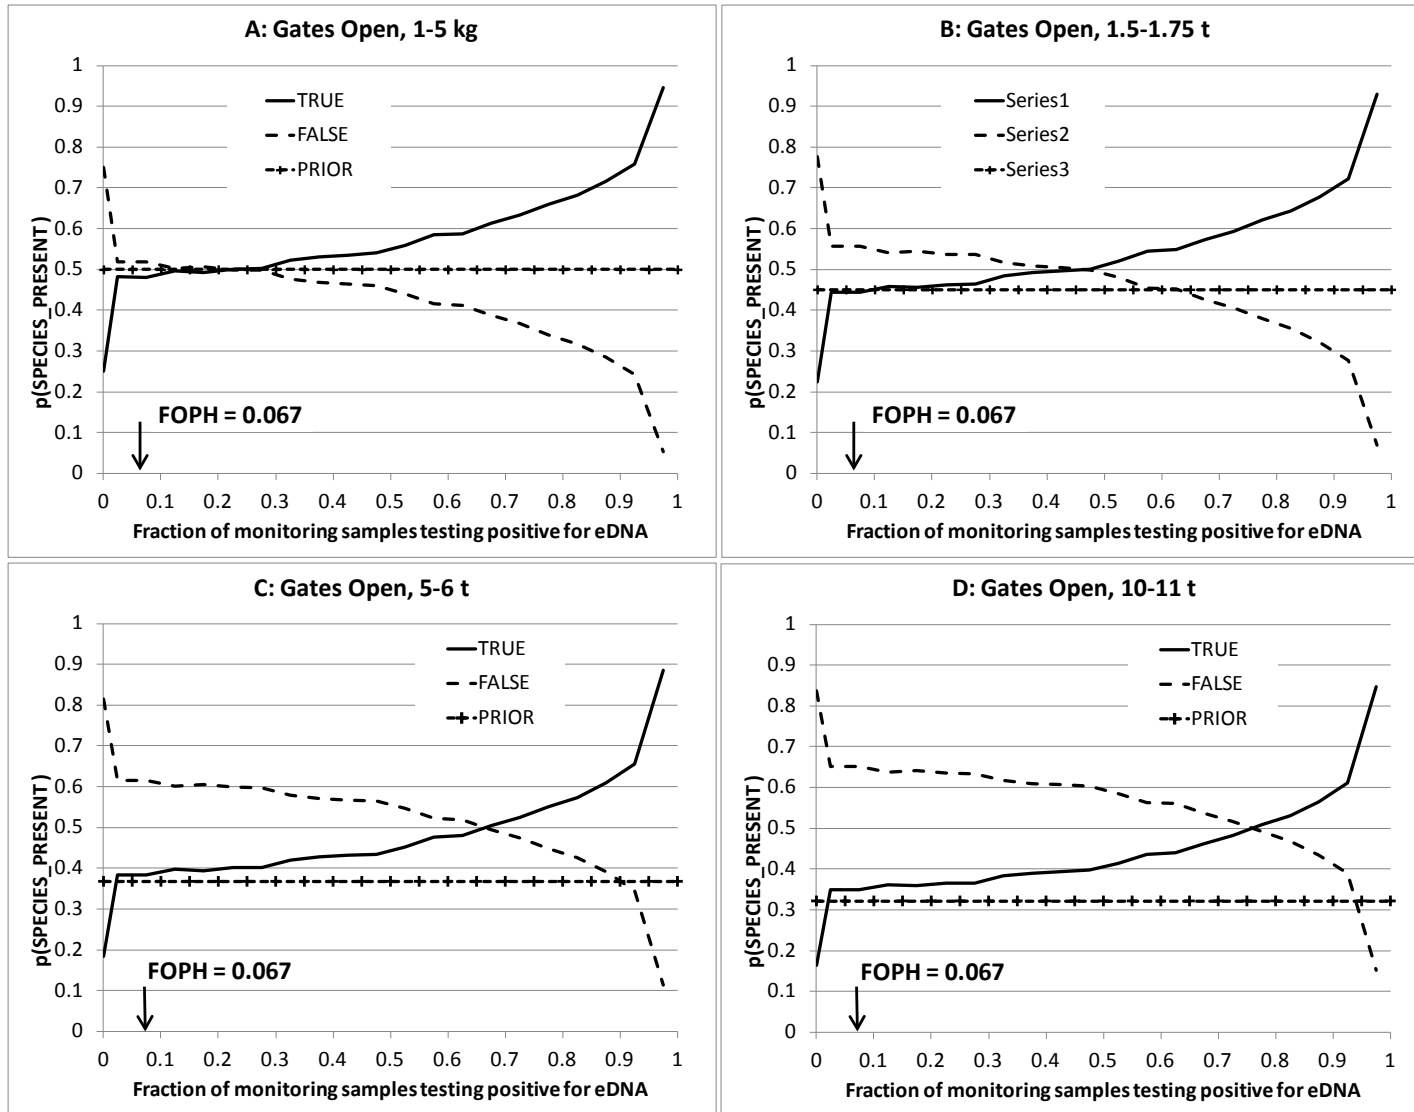 A: Gates Open, 1-5 kg
p(SPECIES_PRESENT)
1
0.9
0.8
0.7
0.6
0.5
0.4
0.3
0.2
0.1
0
TRUE
FALSE
PRIOR
FOPH = 0.067
0 0.1 0.2 0.3 0.4 0.5 0.6 0.7 0.8 0.9 1
Fraction of monitoring samples testing positive for eDNA
B: Gates Open, 1.5-1.75 t
p(SPECIES_PRESENT)
1
0.9
0.8
0.7
0.6
0.5
0.4
0.3
0.2
0.1
0
Series1
Series2
Series3
FOPH = 0.067
0 0.1 0.2 0.3 0.4 0.5 0.6 0.7 0.8 0.9 1
Fraction of monitoring samples testing positive for eDNA
C: Gates Open, 5-6 t
p(SPECIES_PRESENT)
1
0.9
0.8
0.7
0.6
0.5
0.4
0.3
0.2
0.1
0
TRUE
FALSE
PRIOR
FOPH = 0.067
0 0.1 0.2 0.3 0.4 0.5 0.6 0.7 0.8 0.9 1
Fraction of monitoring samples testing positive for eDNA
D: Gates Open, 10-11 t
p(SPECIES_PRESENT)
1
0.9
0.8
0.7
0.6
0.5
0.4
0.3
0.2
0.1
0
TRUE
FALSE
PRIOR
FOPH = 0.067
0 0.1 0.2 0.3 0.4 0.5 0.6 0.7 0.8 0.9 1
Fraction of monitoring samples testing positive for eDNA